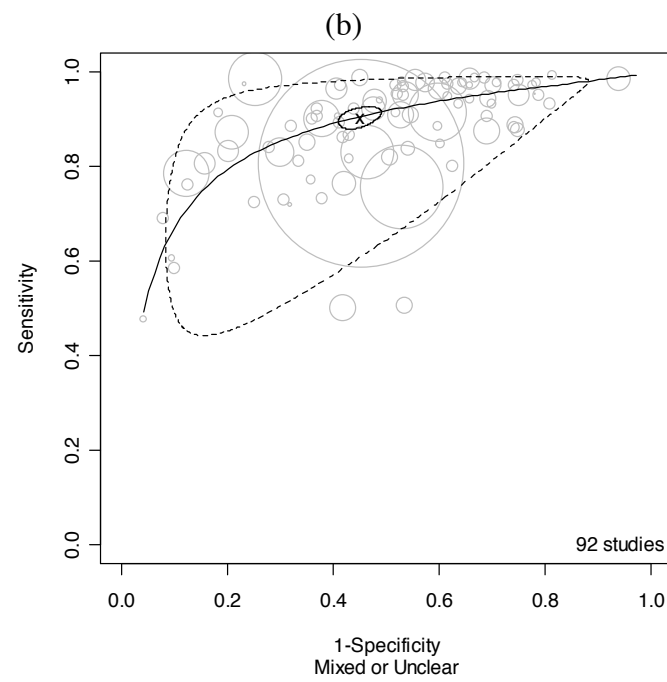 (b)
1.0
0.8
0.6
0.4
0.2
0.0
Sensitivity
x
92 studies
0.0 0.2 0.4 0.6 0.8 1.0
1-Specificity
Mixed or Unclear